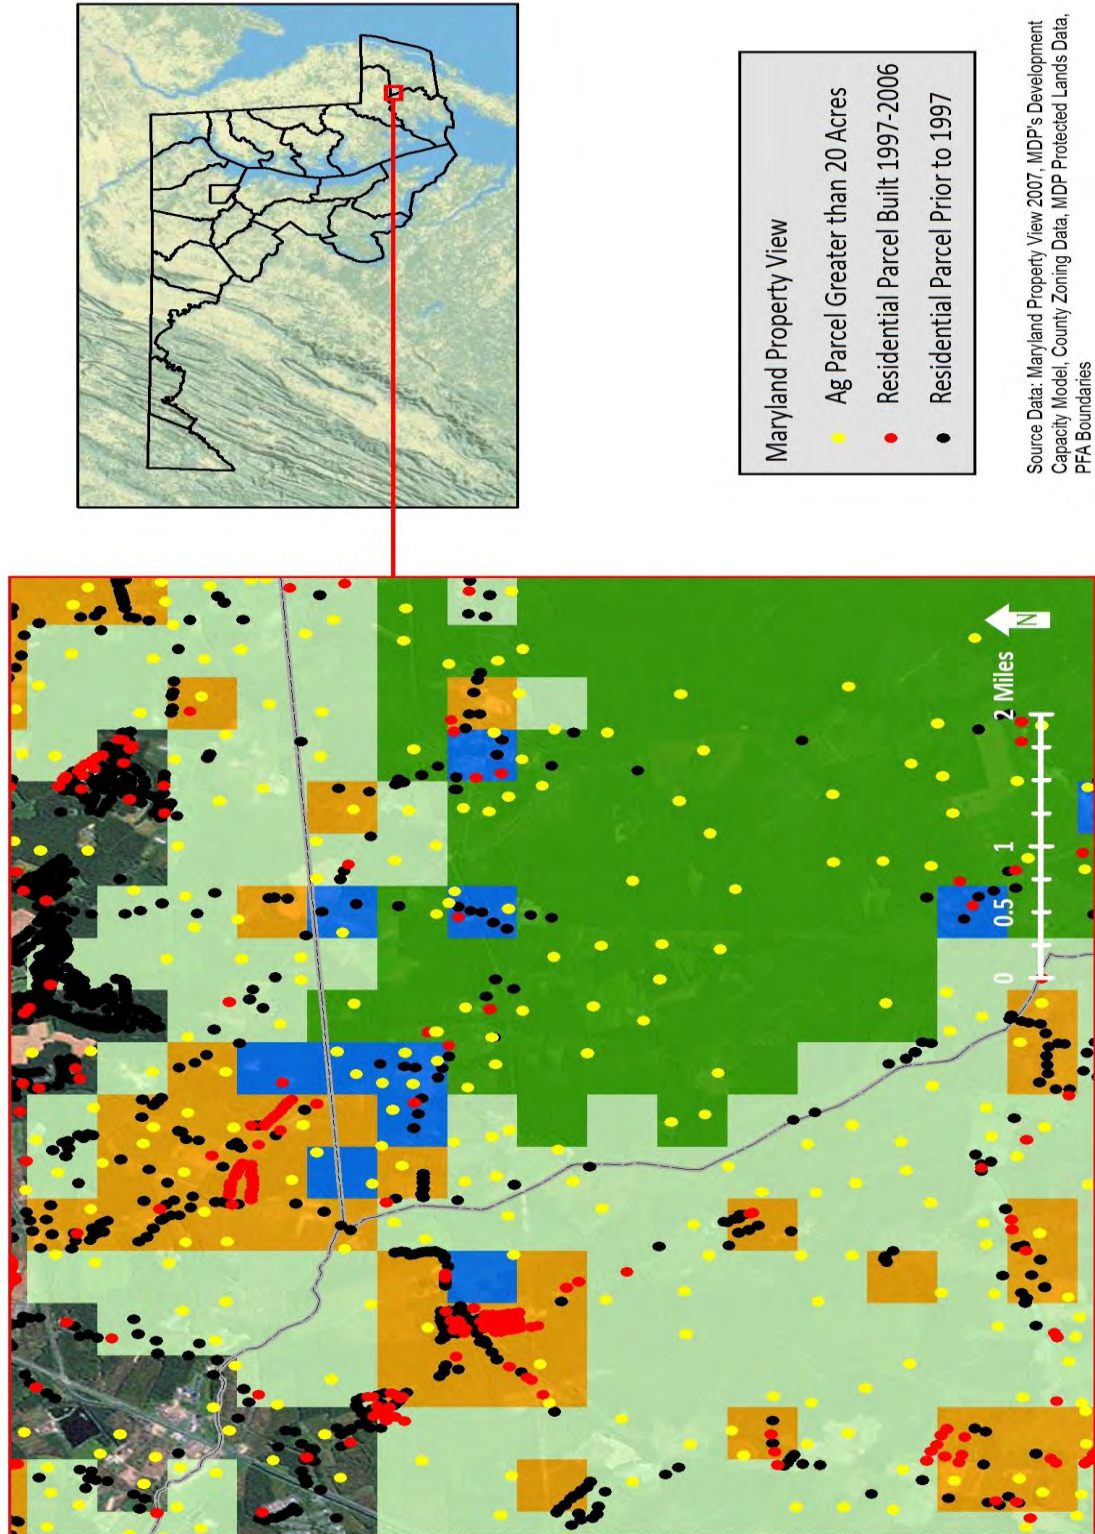 Maryland Property View
Ag Parcel Greater than 20 Acres
Residential Parcel Built 1997-2006
Residential Parcel Prior to 1997
Source Data: Maryland Property View 2007, MDP's Development
Capacity Model, County Zoning Data, MDP Protected Lands Data,
PFA Boundaries
N
0 0.5 1 2 Miles